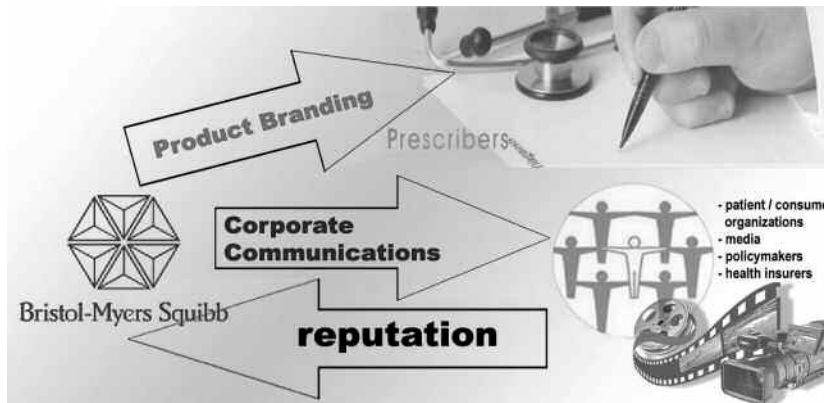 Product Branding
Prescribers
Corporate
Communications
- patient / consume
organizations
- media
- policymakers
- health insurers
Bristol-Myers Squibb
reputation